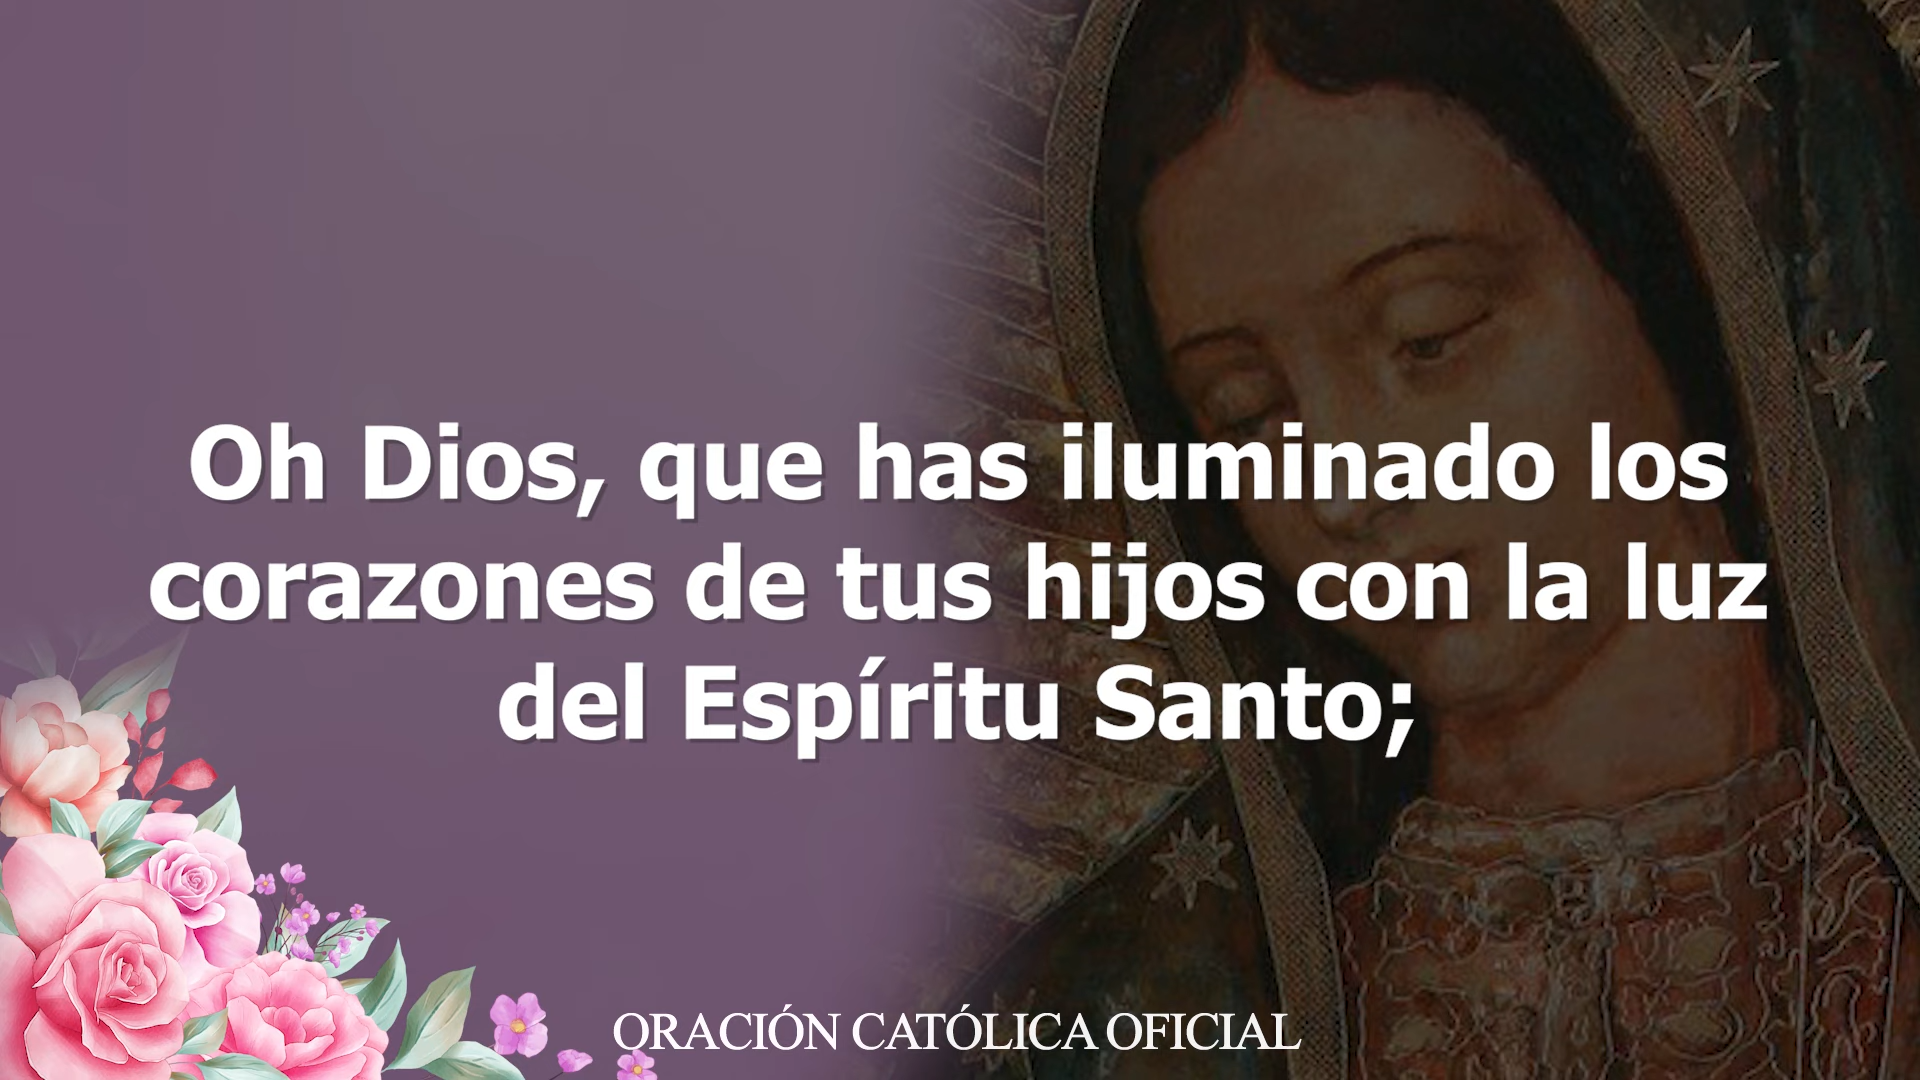 Oh Dios, que has iluminado los
corazones de tus hijos con la luz
del Espíritu Santo;
ORACIÓN CATÓLICA OFICIAL